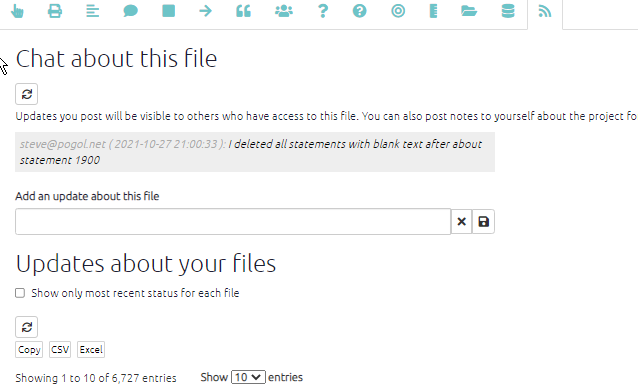 Chat about this file
Updates you post will be visible to others who have access to this file. You can also post notes to yourself about the project fo
steve@pogol.net ( 2021-10-27 21:00:33 ): I deleted all statements with blank text after about
statement 1900
Add an update about this file
Updates about your files
Show only most recent status for each file
Copy CSV Excel
Showing 1 to 10 of 6,727 entries Show 10 entries